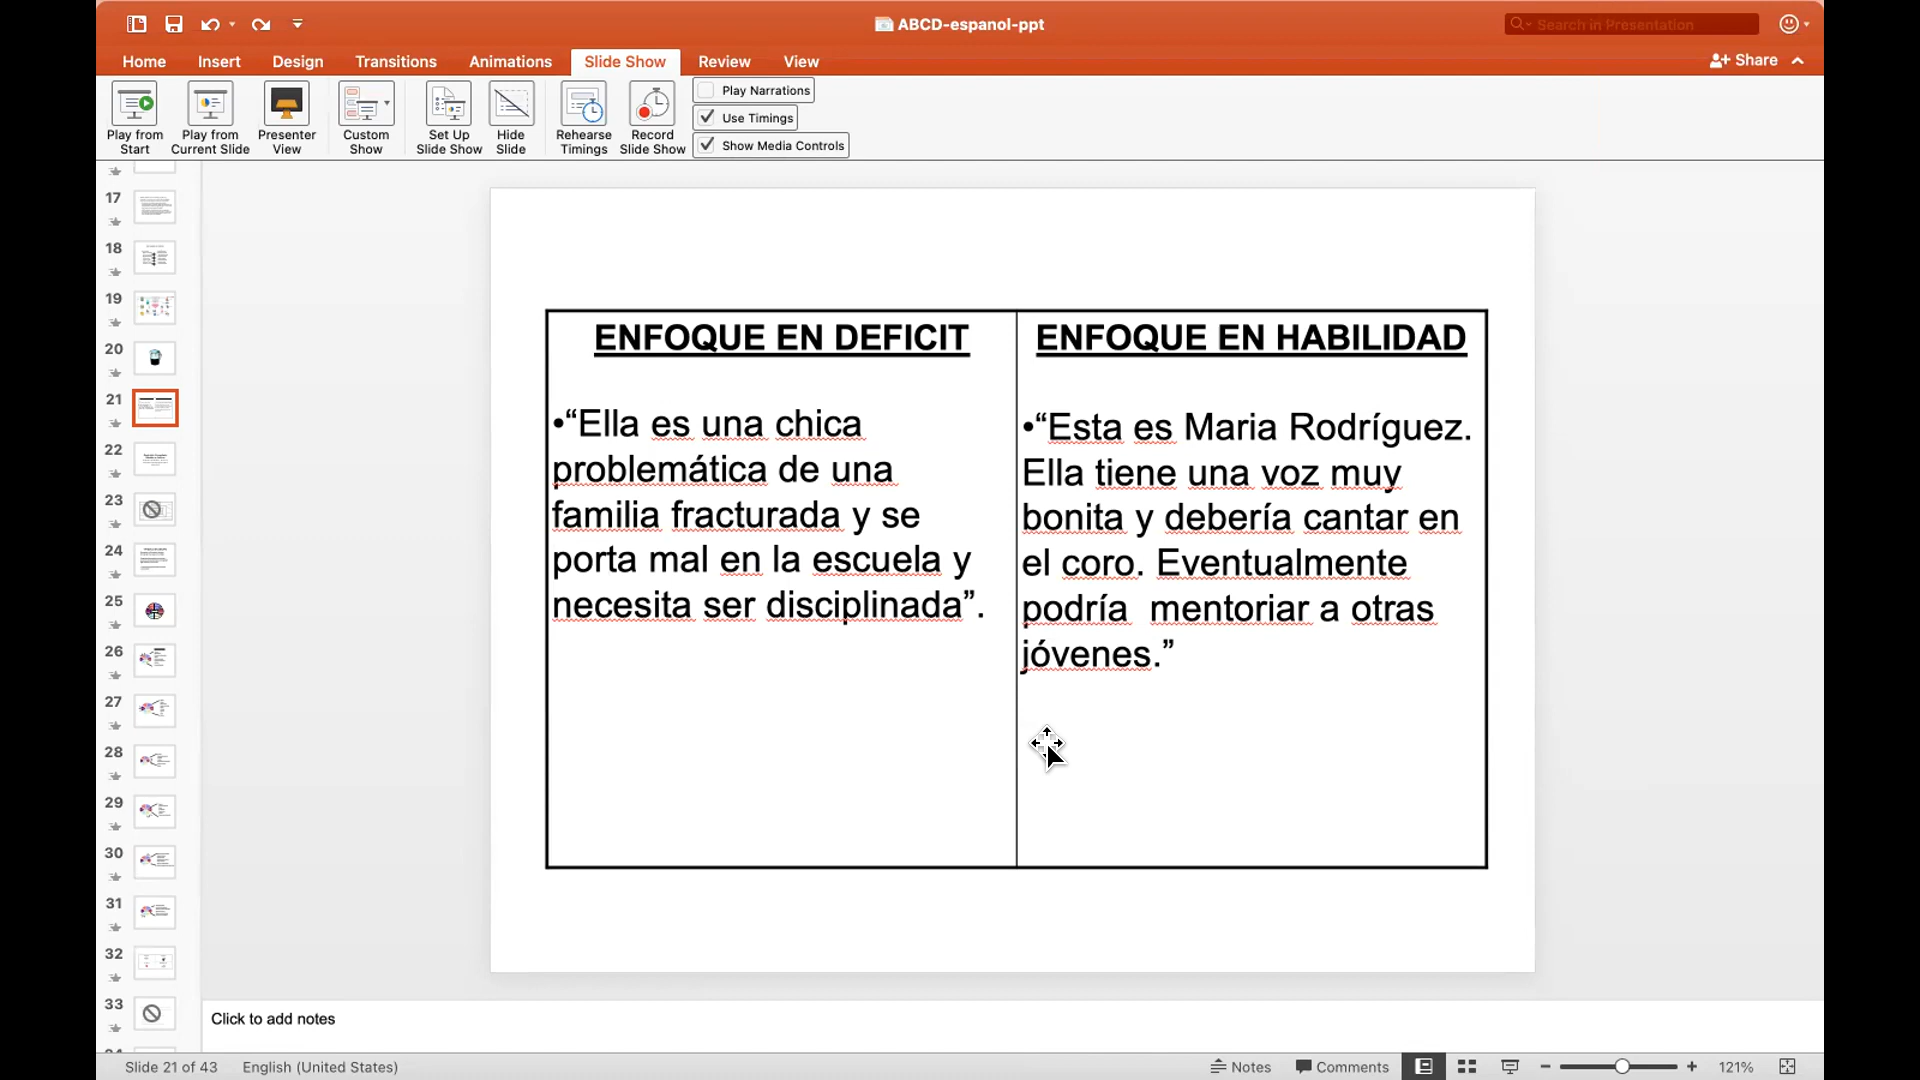 ABCD-espanol-ppt
Search in Presentation
Home Insert Design Transitions Animations Slide Show Review View
Share
Play from Start
Play from Current Slide
Presenter View
Custom Show
Set Up Slide Show
Hide Slide
Rehearse Timings
Record Slide Show
Play Narrations
Use Timings
Show Media Controls
17
18
19
20
21
22
23
24
25
26
27
28
29
30
31
32
33
ENFOQUE EN DEFICIT
•“Ella es una chica
problemática de una
familia fracturada y se
porta mal en la escuela y
necesita ser disciplinada”.
ENFOQUE EN HABILIDAD
•“Esta es Maria Rodríguez.
Ella tiene una voz muy
bonita y debería cantar en
el coro. Eventualmente
podría mentoriar a otras
jóvenes.”
Click to add notes
Slide 21 of 43 English (United States) Notes Comments 121%